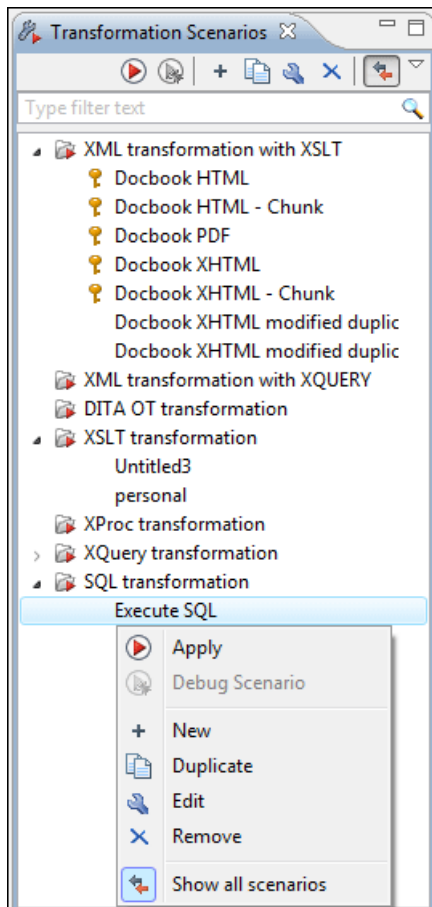 Transformation Scenarios
Type filter text
XML transformation with XSLT
Docbook HTML
Docbook HTML - Chunk
Docbook PDF
Docbook XHTML
Docbook XHTML - Chunk
Docbook XHTML modified duplic
Docbook XHTML modified duplic
XML transformation with XQUERY
DITA OT transformation
XSLT transformation
Untitled3
personal
XProc transformation
XQuery transformation
SQL transformation
Execute SQL
Apply
Debug Scenario
New
Duplicate
Edit
Remove
Show all scenarios